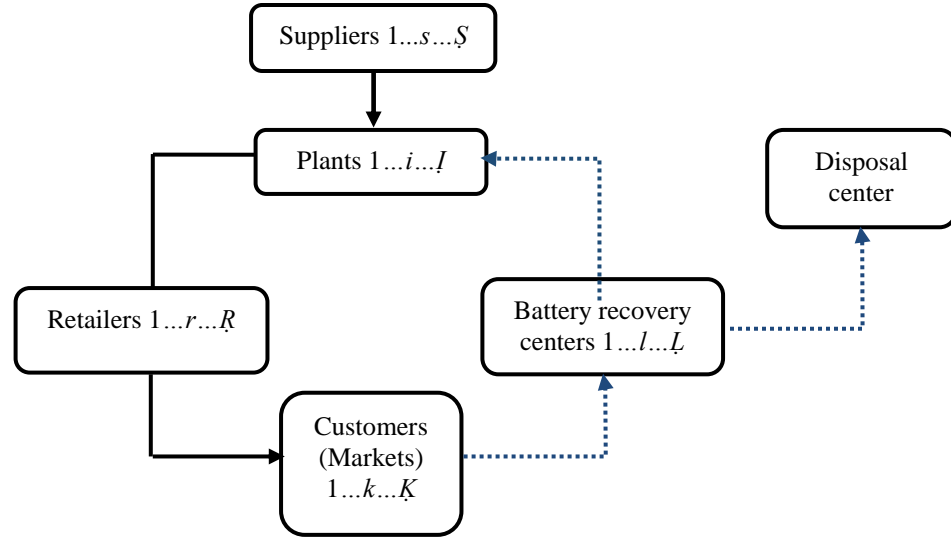 Suppliers 1...s...Ṣ
Plants 1...i...Ị
Disposal
center
Retailers 1...r...Ṛ
Battery recovery
centers 1...l...Ḷ
Customers
(Markets)
1...k...Ḳ